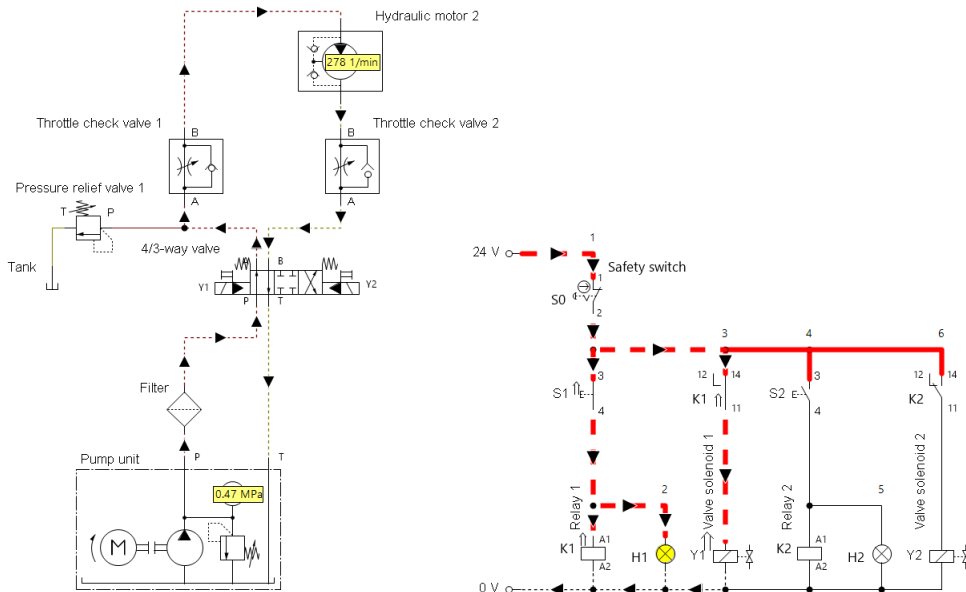 Hydraulic motor 2
278 1/min
Throttle check valve 1
B
A
Throttle check valve 2
B
A
Pressure relief valve 1
T
P
Tank
4/3-way valve
A
B
Y1
P
T
Y2
Filter
Pump unit
P
T
0.47 MPa
M
24 V
1
Safety switch
1
S0
2
3
4
6
3
S1
4
12
14
K1
11
3
S2
4
12
14
K2
11
Relay 1
2
Valve solenoid 1
Relay 2
5
Valve solenoid 2
K1
A1
A2
H1
Y1
K2
A1
A2
H2
Y2
0 V